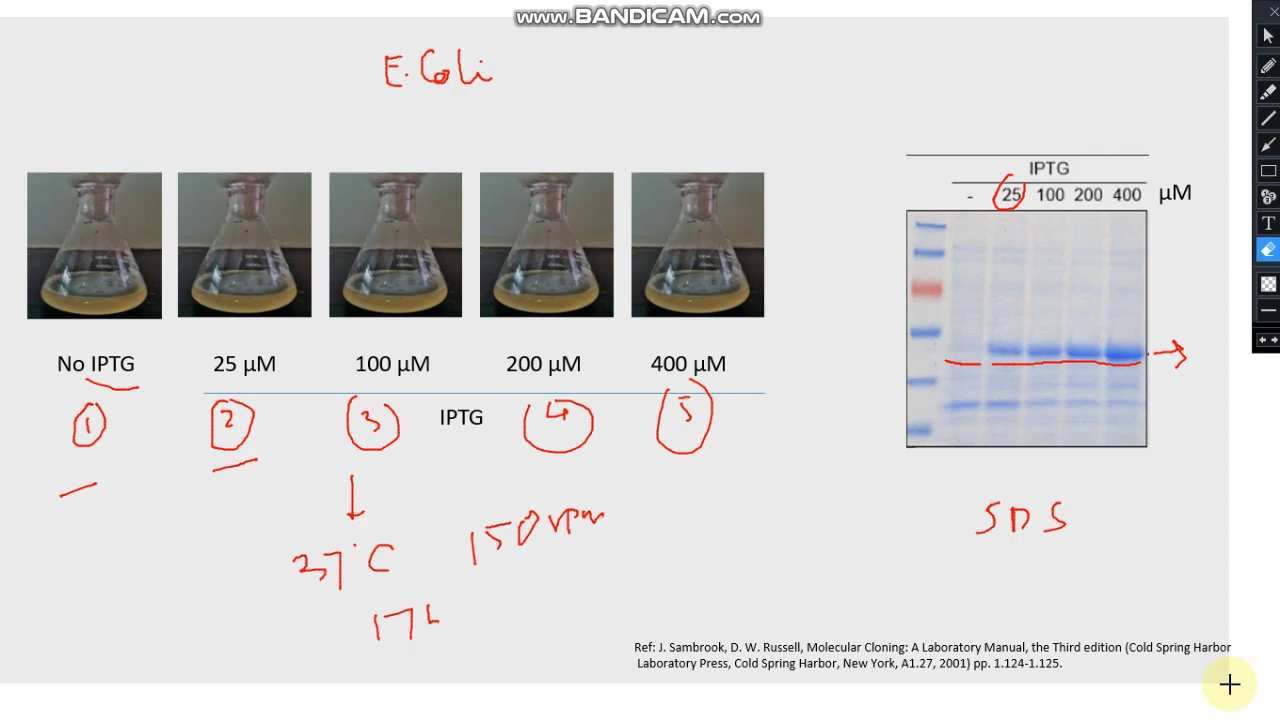 www.BANDICAM.com
E. Coli
IPTG
- 25 100 200 400 μM
No IPTG 25 μM 100 μM 200 μM 400 μM
1 2 3 IPTG 4 5
SDS
37°C 150 rpm
17 h
Ref: J. Sambrook, D. W. Russell, Molecular Cloning: A Laboratory Manual, the Third edition (Cold Spring Harbor
Laboratory Press, Cold Spring Harbor, New York, A1.27, 2001) pp. 1.124-1.125.